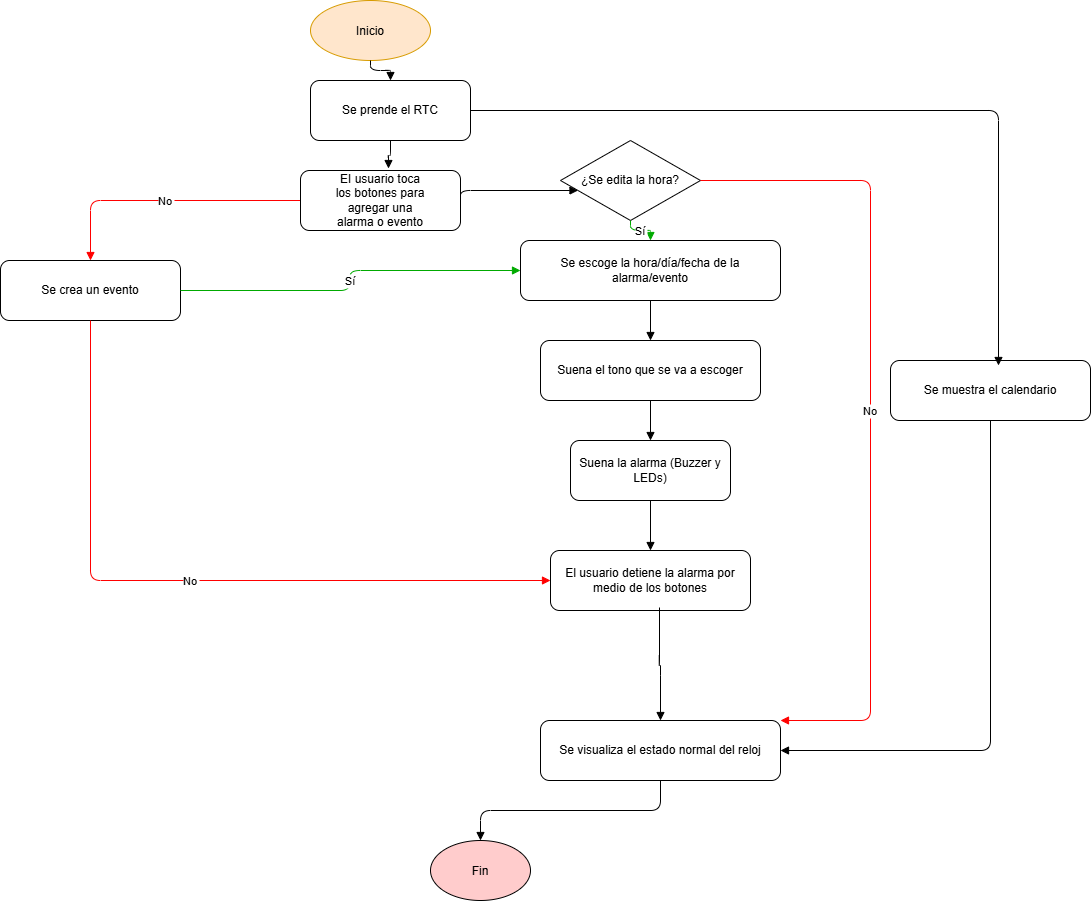 Inicio
Se prende el RTC
El usuario toca
los botones para
agregar una
alarma o evento
¿Se edita la hora?
No
Sí
Se crea un evento
Se escoge la hora/día/fecha de la
alarma/evento
Sí
Suena el tono que se va a escoger
Se muestra el calendario
No
Suena la alarma (Buzzer y
LEDs)
El usuario detiene la alarma por
medio de los botones
No
Se visualiza el estado normal del reloj
Fin